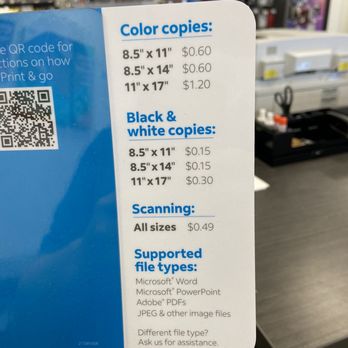 e QR code for
ctions on how
Print & go
Color copies:
8.5" x 11" $0.60
8.5" x 14" $0.60
11" x 17" $1.20
Black &
white copies:
8.5" x 11" $0.15
8.5" x 14" $0.15
11" x 17" $0.30
Scanning:
All sizes $0.49
Supported
file types:
Microsoft® Word
Microsoft® PowerPoint
Adobe® PDFs
JPEG & other image files
Different file type?
Ask us for assistance.